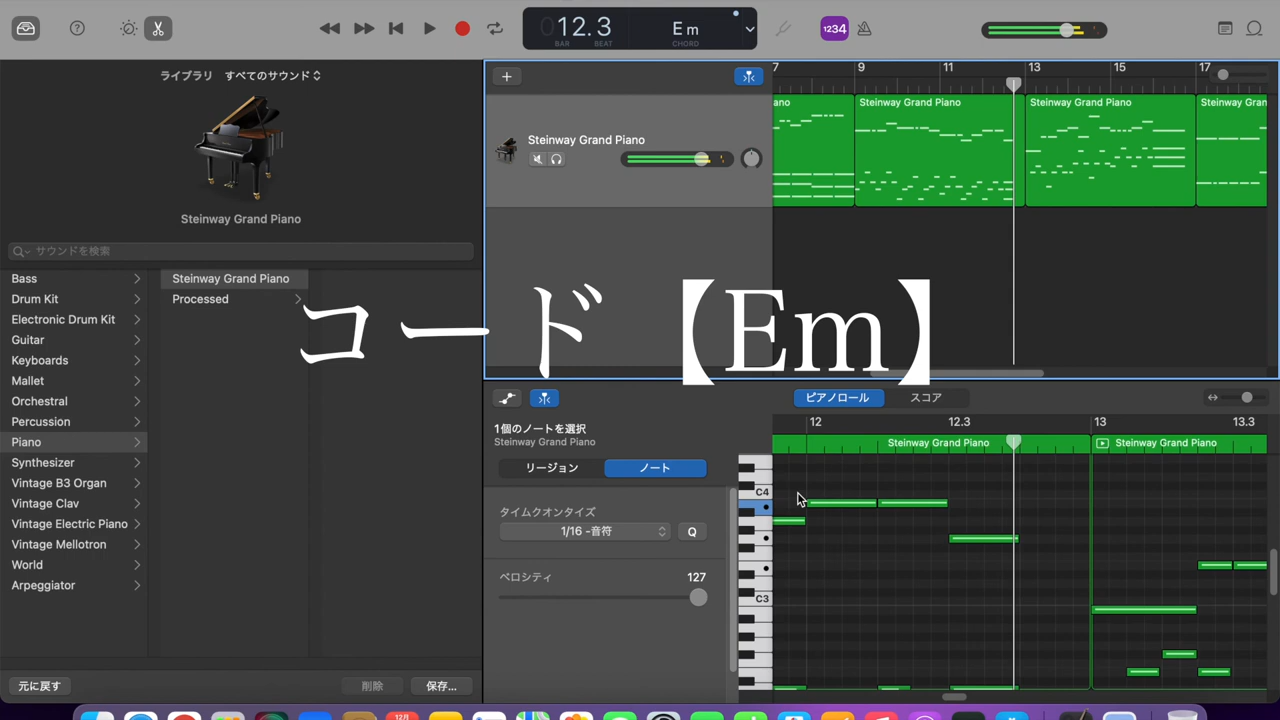 1234
012.3
BAR
BEAT
E m
CHORD
ライブラリ
すべてのサウンド
Steinway Grand Piano
サウンドを検索
Bass
Drum Kit
Electronic Drum Kit
Guitar
Keyboards
Mallet
Orchestral
Percussion
Piano
Synthesizer
Vintage B3 Organ
Vintage Clav
Vintage Electric Piano
Vintage Mellotron
World
Arpeggiator
Steinway Grand Piano
Processed
元に戻す
削除
保存...
7
9
11
13
15
17
Steinway Grand Piano
ano
Steinway Grand Piano
Steinway Grand Piano
Steinway Gran
コード【Em】
ピアノロール
スコア
1個のノートを選択
Steinway Grand Piano
リージョン
ノート
タイムクオンタイズ
1/16 -音符
Q
ベロシティ
127
12
12.3
13
13.3
Steinway Grand Piano
Steinway Grand Piano
C4
C3
12月